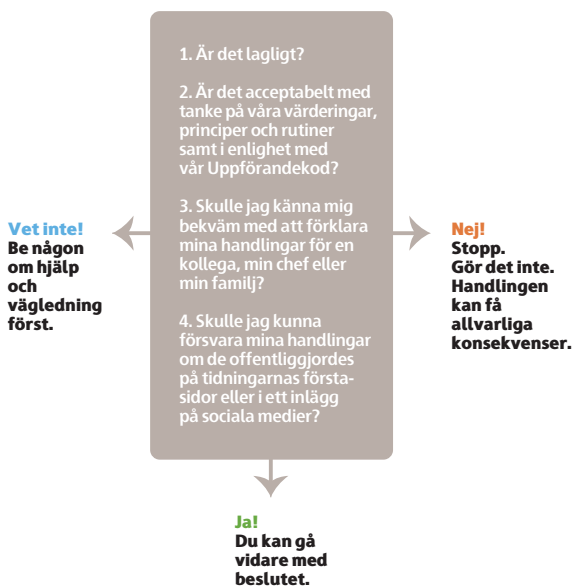 1. Är det lagligt?
2. Är det acceptabelt med
tanke på våra värderingar,
principer och rutiner
samt i enlighet med
vår Uppförandekod?
3. Skulle jag känna mig
bekväm med att förklara
mina handlingar för en
kollega, min chef eller
min familj?
4. Skulle jag kunna
försvara mina handlingar
om de offentliggjordes
på tidningarnas första-
sidor eller i ett inlägg
på sociala medier?
Vet inte!
Be någon
om hjälp
och
vägledning
först.
Nej!
Stopp.
Gör det inte.
Handlingen
kan få
allvarliga
konsekvenser.
Ja!
Du kan gå
vidare med
beslutet.